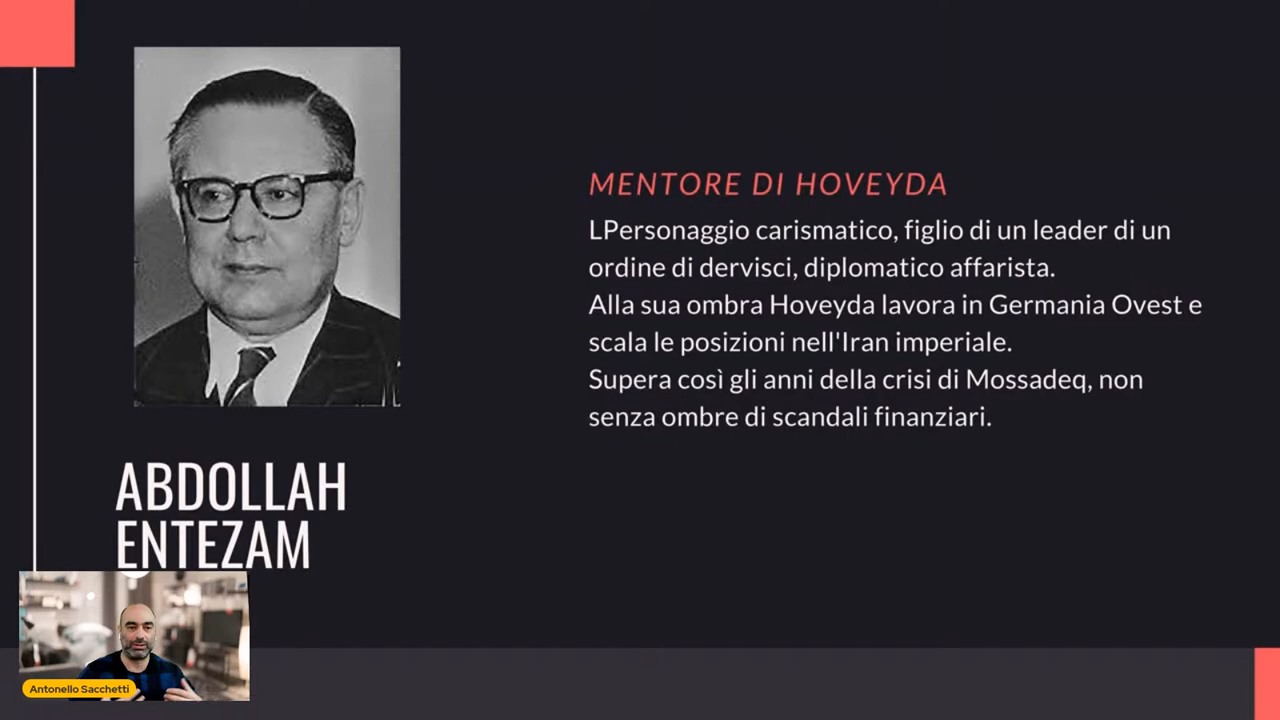 MENTORE DI HOVEYDA
LPersonaggio carismatico, figlio di un leader di un
ordine di dervisci, diplomatico affarista.
Alla sua ombra Hoveyda lavora in Germania Ovest e
scala le posizioni nell'Iran imperiale.
Supera così gli anni della crisi di Mossadeq, non
senza ombre di scandali finanziari.
ABDOLLAH
ENTEZAM
Antonello Sacchetti